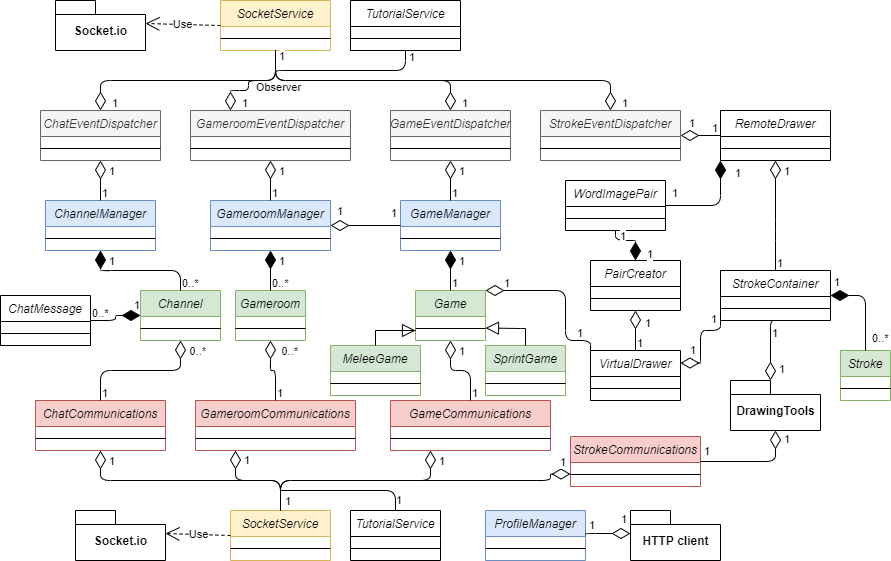 SocketService
TutorialService
Socket.io
Use
1
1
Observer
1
1
1
1
ChatEventDispatcher
GameroomEventDispatcher
GameEventDispatcher
StrokeEventDispatcher
1
1
RemoteDrawer
1
1
1
1
1
WordImagePair
1
1
1
1
ChannelManager
GameroomManager
1
1
GameManager
1
1
1
1
1
PairCreator
1
StrokeContainer
0..*
0..*
1
1
1
ChatMessage
0..*
1
Channel
Gameroom
Game
1
1
1
1
0..*
0..*
0..*
1
1
1
MeleeGame
SprintGame
VirtualDrawer
Stroke
1
1
1
1
ChatCommunications
GameroomCommunications
GameCommunications
DrawingTools
1
StrokeCommunications
1
1
1
1
1
1
1
SocketService
TutorialService
ProfileManager
1
1
Socket.io
Use
HTTP client